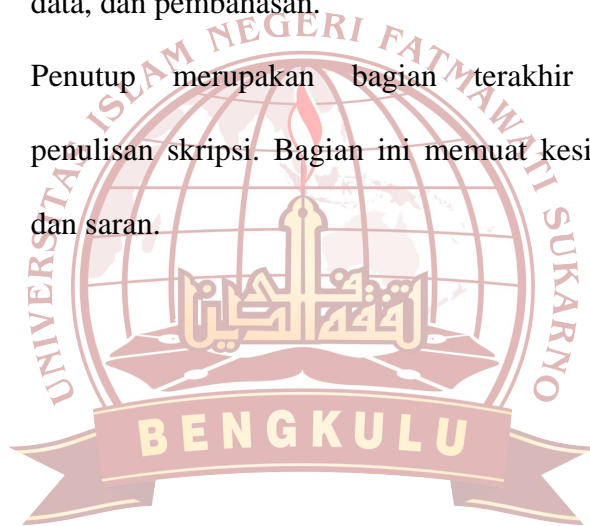 data, dan pembahasan.
Penutup merupakan bagian terakhir
penulisan skripsi. Bagian ini memuat kesi
dan saran.
UNIVERSITAS ISLAM NEGERI FATMAWATI SUKARNO
BENGKULU